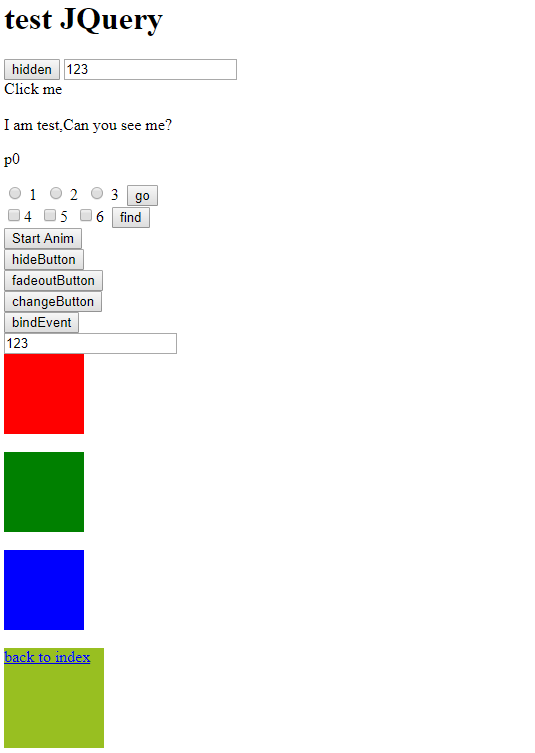 test JQuery
hidden 123
Click me
I am test,Can you see me?
p0
1 2 3 go
4 5 6 find
Start Anim
hideButton
fadeoutButton
changeButton
bindEvent
123
back to index